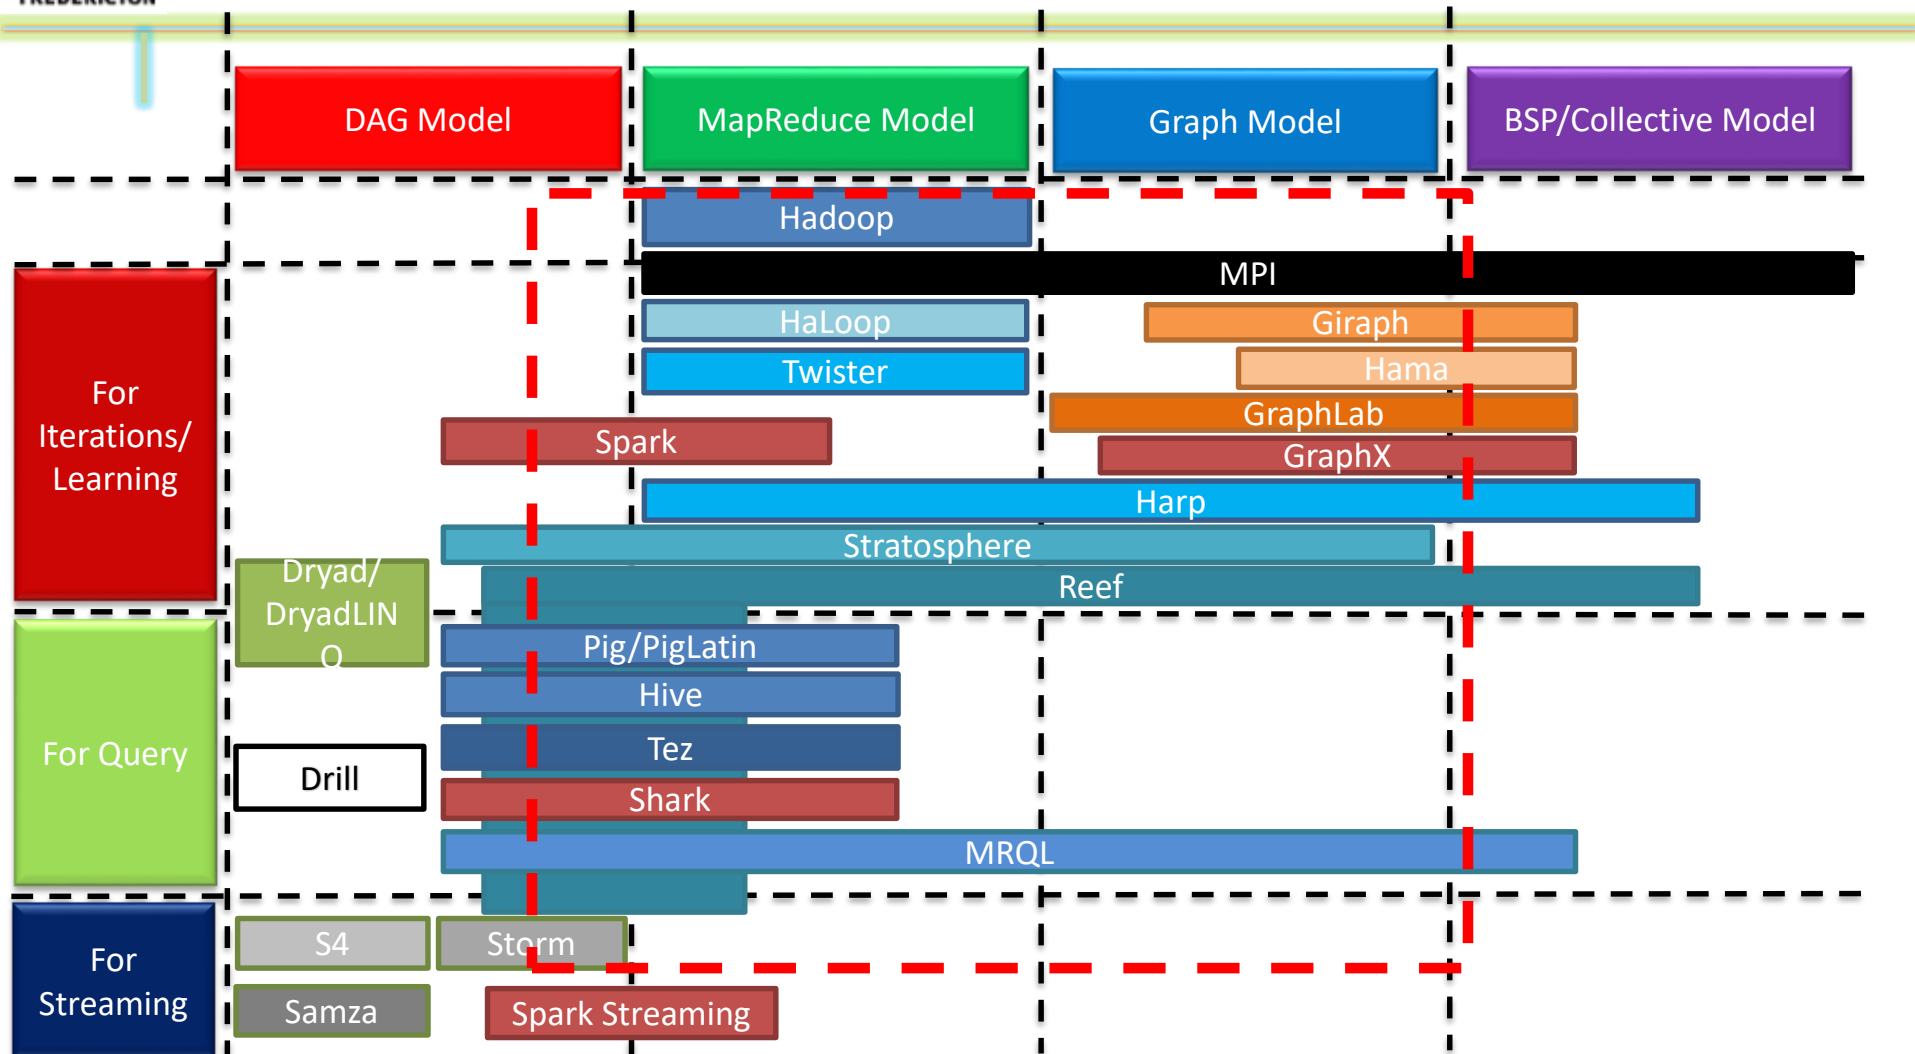 FREDERICTON
DAG Model
MapReduce Model
Graph Model
BSP/Collective Model
Hadoop
MPI
For
Iterations/
Learning
HaLoop
Giraph
Twister
Hama
GraphLab
Spark
GraphX
Harp
Stratosphere
Dryad/
DryadLIN
Q
Reef
For Query
Pig/PigLatin
Hive
Tez
Drill
Shark
MRQL
For
Streaming
S4
Storm
Samza
Spark Streaming